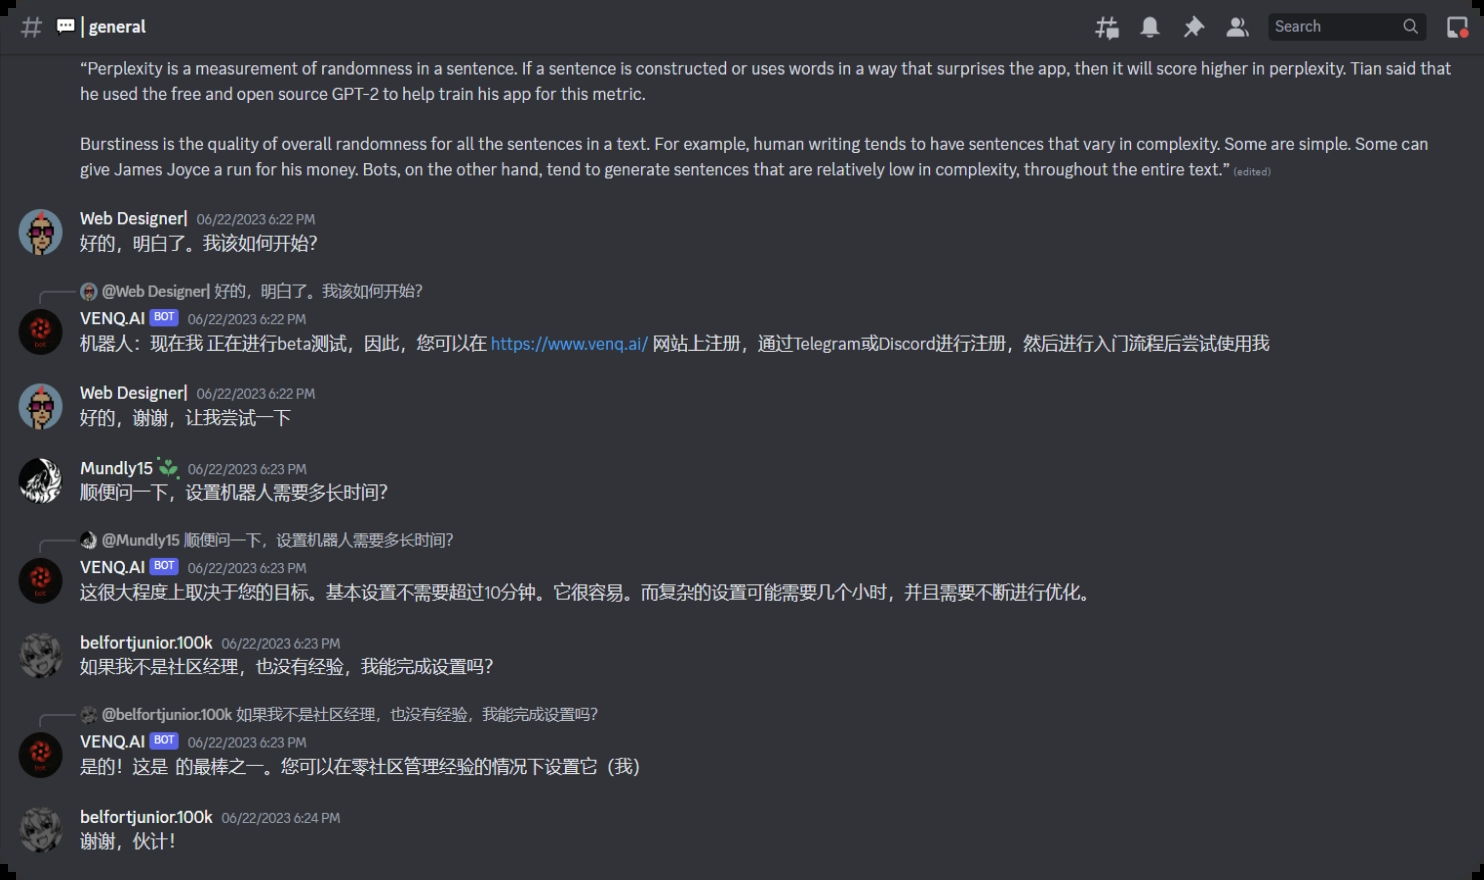 # 💬 | general
Search
“Perplexity is a measurement of randomness in a sentence. If a sentence is constructed or uses words in a way that surprises the app, then it will score higher in perplexity. Tian said that
he used the free and open source GPT-2 to help train his app for this metric.
Burstiness is the quality of overall randomness for all the sentences in a text. For example, human writing tends to have sentences that vary in complexity. Some are simple. Some can
give James Joyce a run for his money. Bots, on the other hand, tend to generate sentences that are relatively low in complexity, throughout the entire text.” (edited)
Web Designer| 06/22/2023 6:22 PM
好的，明白了。我该如何开始?
@Web Designer| 好的，明白了。我该如何开始?
VENQ.AI BOT 06/22/2023 6:22 PM
机器人：现在我 正在进行beta测试，因此，您可以在 https://www.venq.ai/ 网站上注册，通过Telegram或Discord进行注册，然后进行入门流程后尝试使用我
Web Designer| 06/22/2023 6:22 PM
好的，谢谢，让我尝试一下
Mundly15 06/22/2023 6:23 PM
顺便问一下，设置机器人需要多长时间?
@Mundly15 顺便问一下，设置机器人需要多长时间?
VENQ.AI BOT 06/22/2023 6:23 PM
这很大程度上取决于您的目标。基本设置不需要超过10分钟。它很容易。而复杂的设置可能需要几个小时，并且需要不断进行优化。
belfortjunior.100k 06/22/2023 6:23 PM
如果我不是社区经理，也没有经验，我能完成设置吗?
@belfortjunior.100k 如果我不是社区经理，也没有经验，我能完成设置吗?
VENQ.AI BOT 06/22/2023 6:23 PM
是的！这是 的最棒之一。您可以在零社区管理经验的情况下设置它（我)
belfortjunior.100k 06/22/2023 6:24 PM
谢谢，伙计！